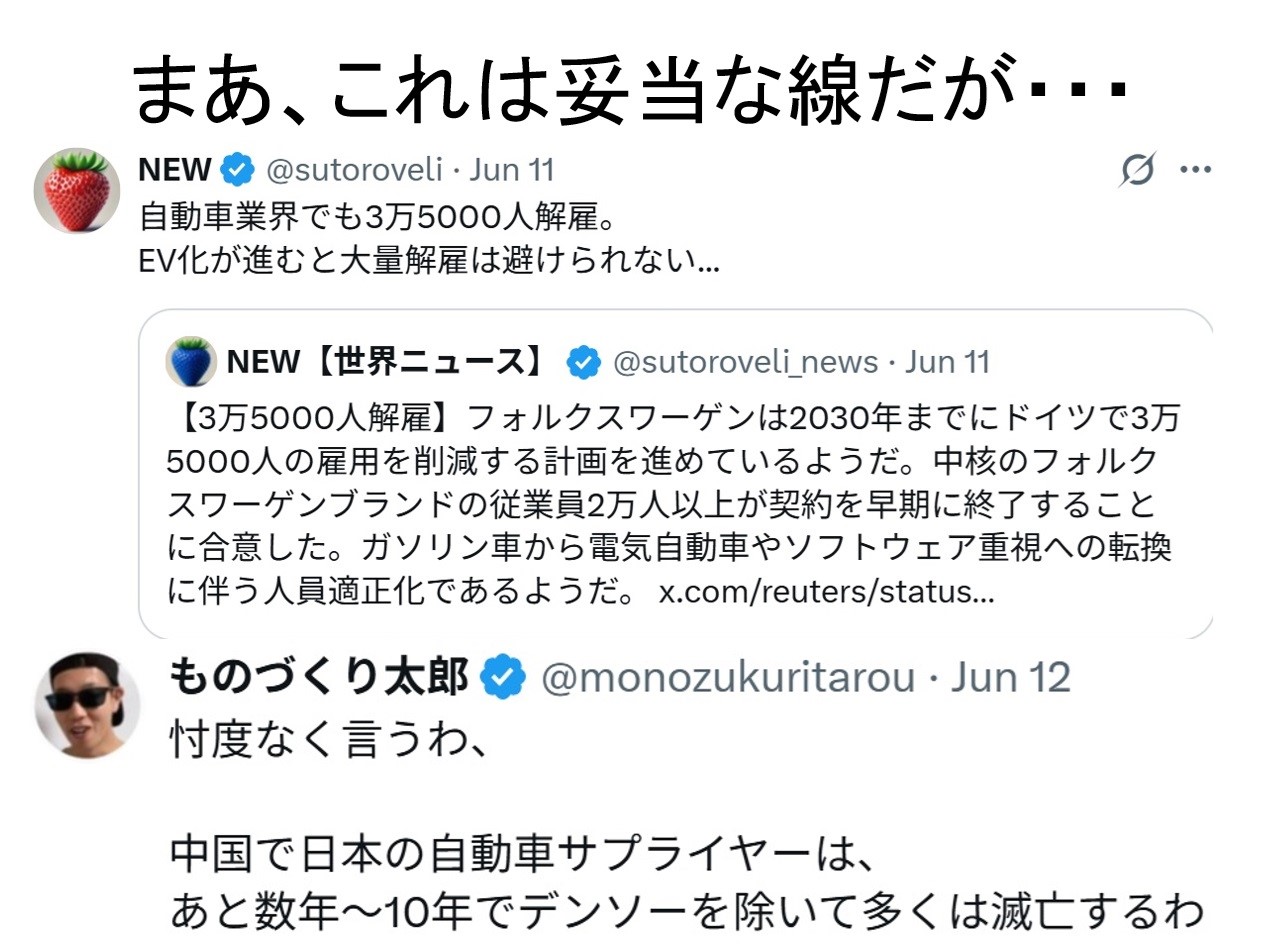 まあ、これは妥当な線だが・・・
NEW @sutoroveli · Jun 11
自動車業界でも3万5000人解雇。
EV化が進むと大量解雇は避けられない...
NEW【世界ニュース】 @sutoroveli_news · Jun 11
【3万5000人解雇】フォルクスワーゲンは2030年までにドイツで3万
5000人の雇用を削減する計画を進めているようだ。中核のフォルク
スワーゲンブランドの従業員2万人以上が契約を早期に終了すること
に合意した。ガソリン車から電気自動車やソフトウェア重視への転換
に伴う人員適正化であるようだ。 x.com/reuters/status...
ものづくり太郎 @monozukuritarou · Jun 12
忖度なく言うわ、
中国で日本の自動車サプライヤーは、
あと数年〜10年でデンソーを除いて多くは滅亡するわ